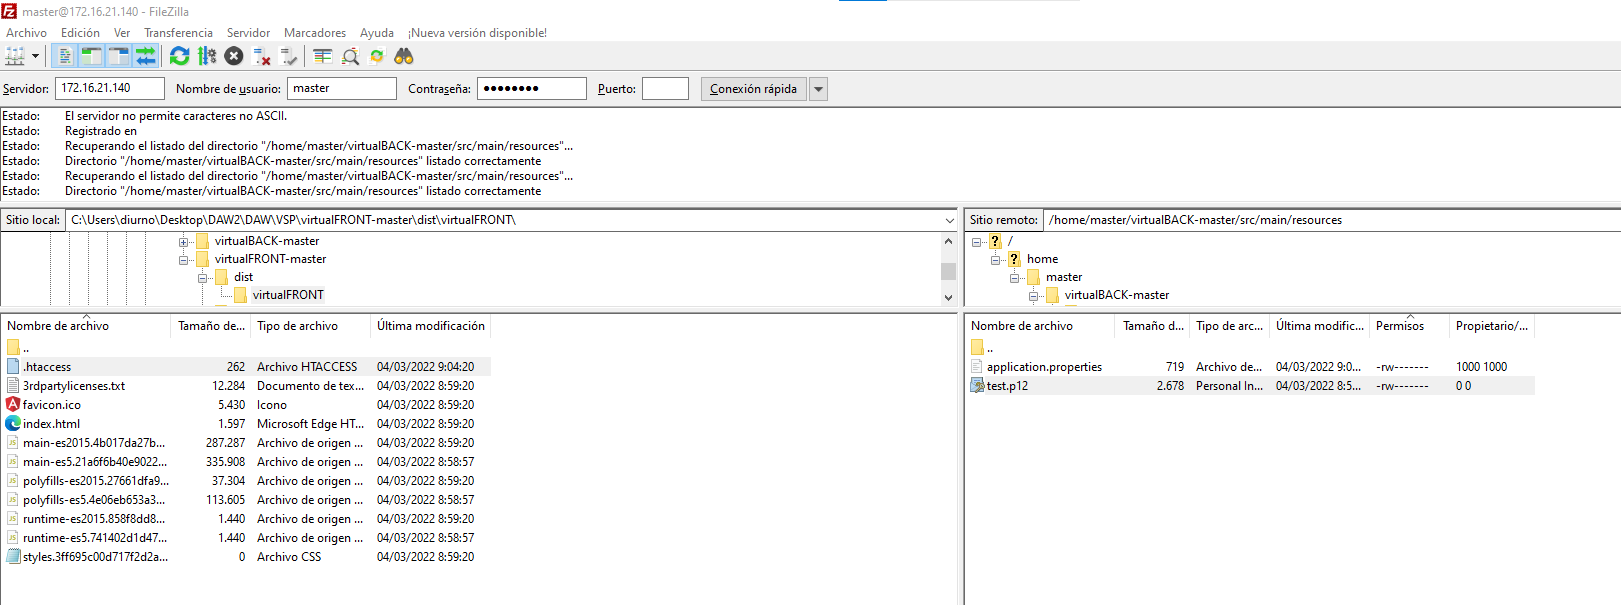 master@172.16.21.140 - FileZilla
Archivo Edición Ver Transferencia Servidor Marcadores Ayuda ¡Nueva versión disponible!
Servidor: 172.16.21.140 Nombre de usuario: master Contraseña: ●●●●●●●● Puerto: Conexión rápida
Estado: El servidor no permite caracteres no ASCII.
Estado: Registrado en
Estado: Recuperando el listado del directorio "/home/master/virtualBACK-master/src/main/resources"...
Estado: Directorio "/home/master/virtualBACK-master/src/main/resources" listado correctamente
Estado: Recuperando el listado del directorio "/home/master/virtualBACK-master/src/main/resources"...
Estado: Directorio "/home/master/virtualBACK-master/src/main/resources" listado correctamente
Sitio local: C:\Users\diurno\Desktop\DAW2\DAW\VSP\virtualFRONT-master\dist\virtualFRONT\
virtualBACK-master
virtualFRONT-master
dist
virtualFRONT
Nombre de archivo Tamaño de... Tipo de archivo Última modificación
..
.htaccess 262 Archivo HTACCESS 04/03/2022 9:04:20
3rdpartylicenses.txt 12.284 Documento de tex... 04/03/2022 8:59:20
favicon.ico 5.430 Icono 04/03/2022 8:59:20
index.html 1.597 Microsoft Edge HT... 04/03/2022 8:59:20
main-es2015.4b017da27b... 287.287 Archivo de origen ... 04/03/2022 8:59:20
main-es5.21a6f6b40e9022... 335.908 Archivo de origen ... 04/03/2022 8:58:57
polyfills-es2015.27661dfa9... 37.304 Archivo de origen ... 04/03/2022 8:59:20
polyfills-es5.4e06eb653a3... 113.605 Archivo de origen ... 04/03/2022 8:58:57
runtime-es2015.858f8dd8... 1.440 Archivo de origen ... 04/03/2022 8:59:20
runtime-es5.741402d1d47... 1.440 Archivo de origen ... 04/03/2022 8:58:57
styles.3ff695c00d717f2d2a... 0 Archivo CSS 04/03/2022 8:59:20
Sitio remoto: /home/master/virtualBACK-master/src/main/resources
/
home
master
virtualBACK-master
Nombre de archivo Tamaño d... Tipo de arc... Última modific... Permisos Propietario/...
..
application.properties 719 Archivo de... 04/03/2022 9:0... -rw------- 1000 1000
test.p12 2.678 Personal In... 04/03/2022 8:5... -rw------- 0 0